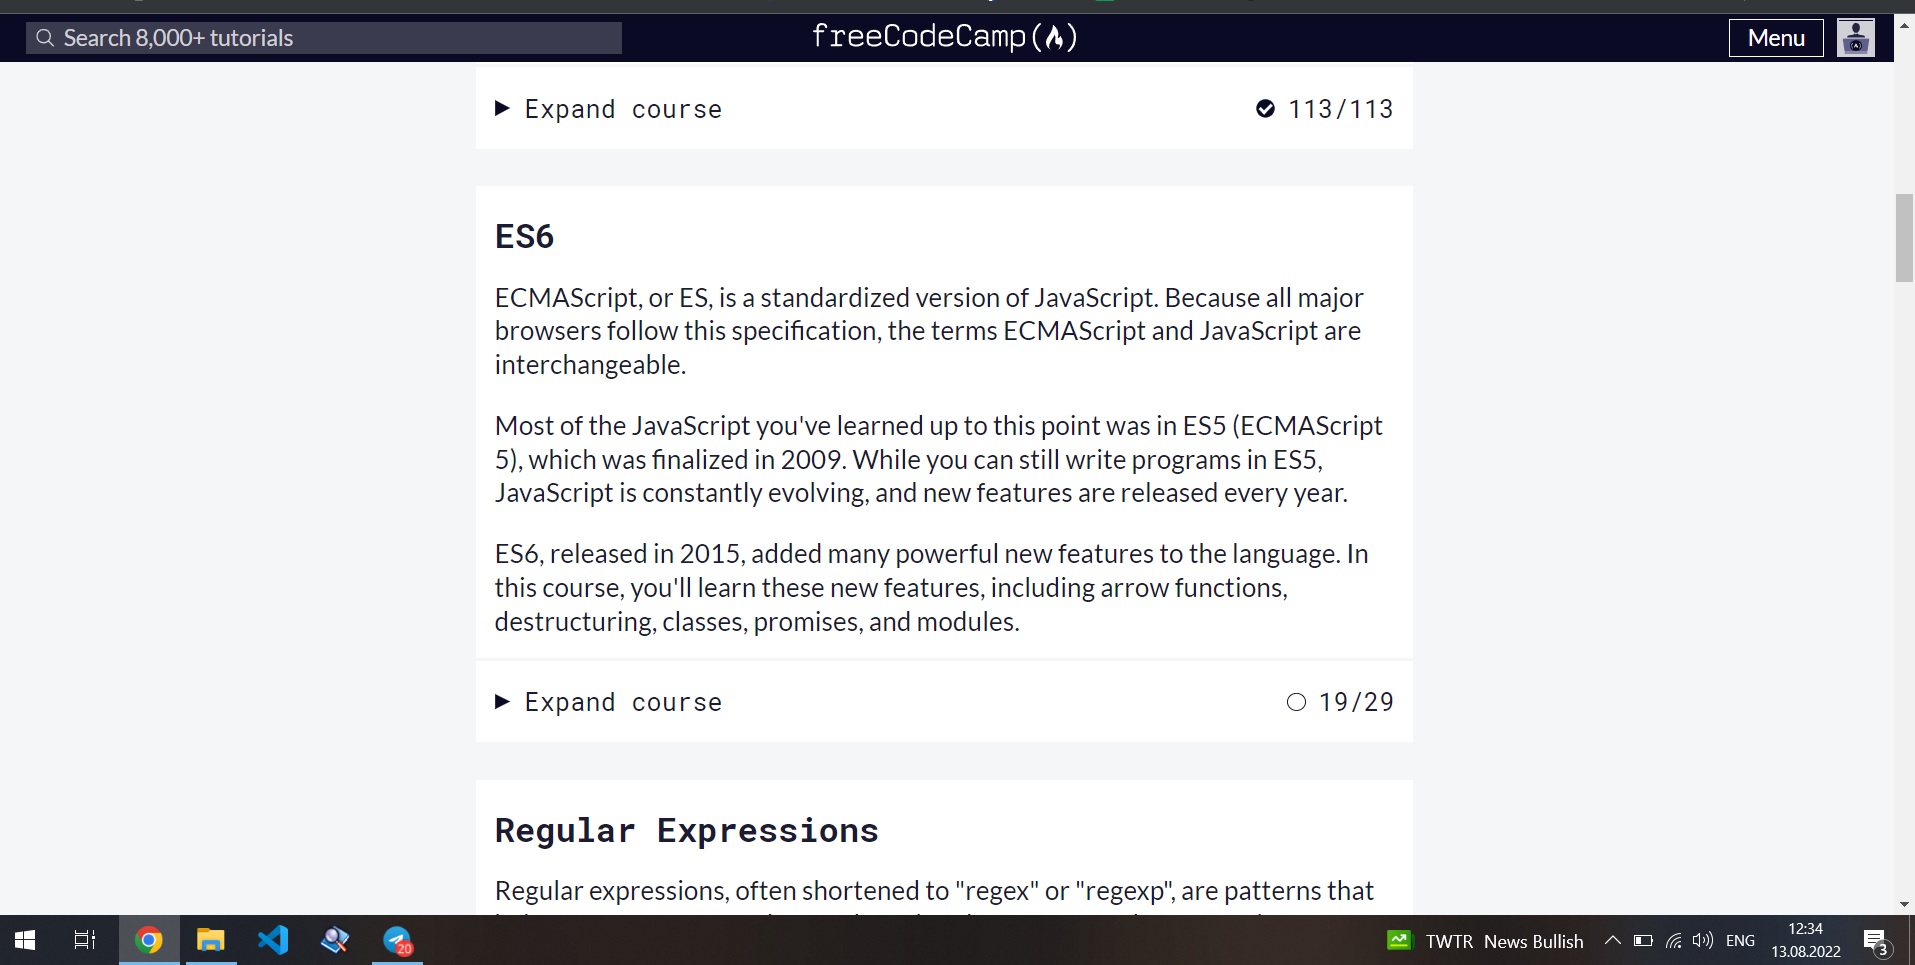 Search 8,000+ tutorials
freeCodeCamp(🔥)
Menu
Expand course
113/113
ES6
ECMAScript, or ES, is a standardized version of JavaScript. Because all major
browsers follow this specification, the terms ECMAScript and JavaScript are
interchangeable.
Most of the JavaScript you've learned up to this point was in ES5 (ECMAScript
5), which was finalized in 2009. While you can still write programs in ES5,
JavaScript is constantly evolving, and new features are released every year.
ES6, released in 2015, added many powerful new features to the language. In
this course, you'll learn these new features, including arrow functions,
destructuring, classes, promises, and modules.
Expand course
19/29
Regular Expressions
Regular expressions, often shortened to "regex" or "regexp", are patterns that
20
TWTR News Bullish
ENG
12:34
13.08.2022
3